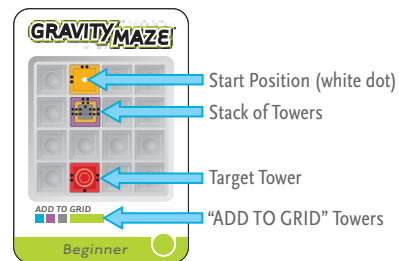 GRAVITY MAZE
Start Position (white dot)
Stack of Towers
Target Tower
ADD TO GRID
"ADD TO GRID" Towers
Beginner